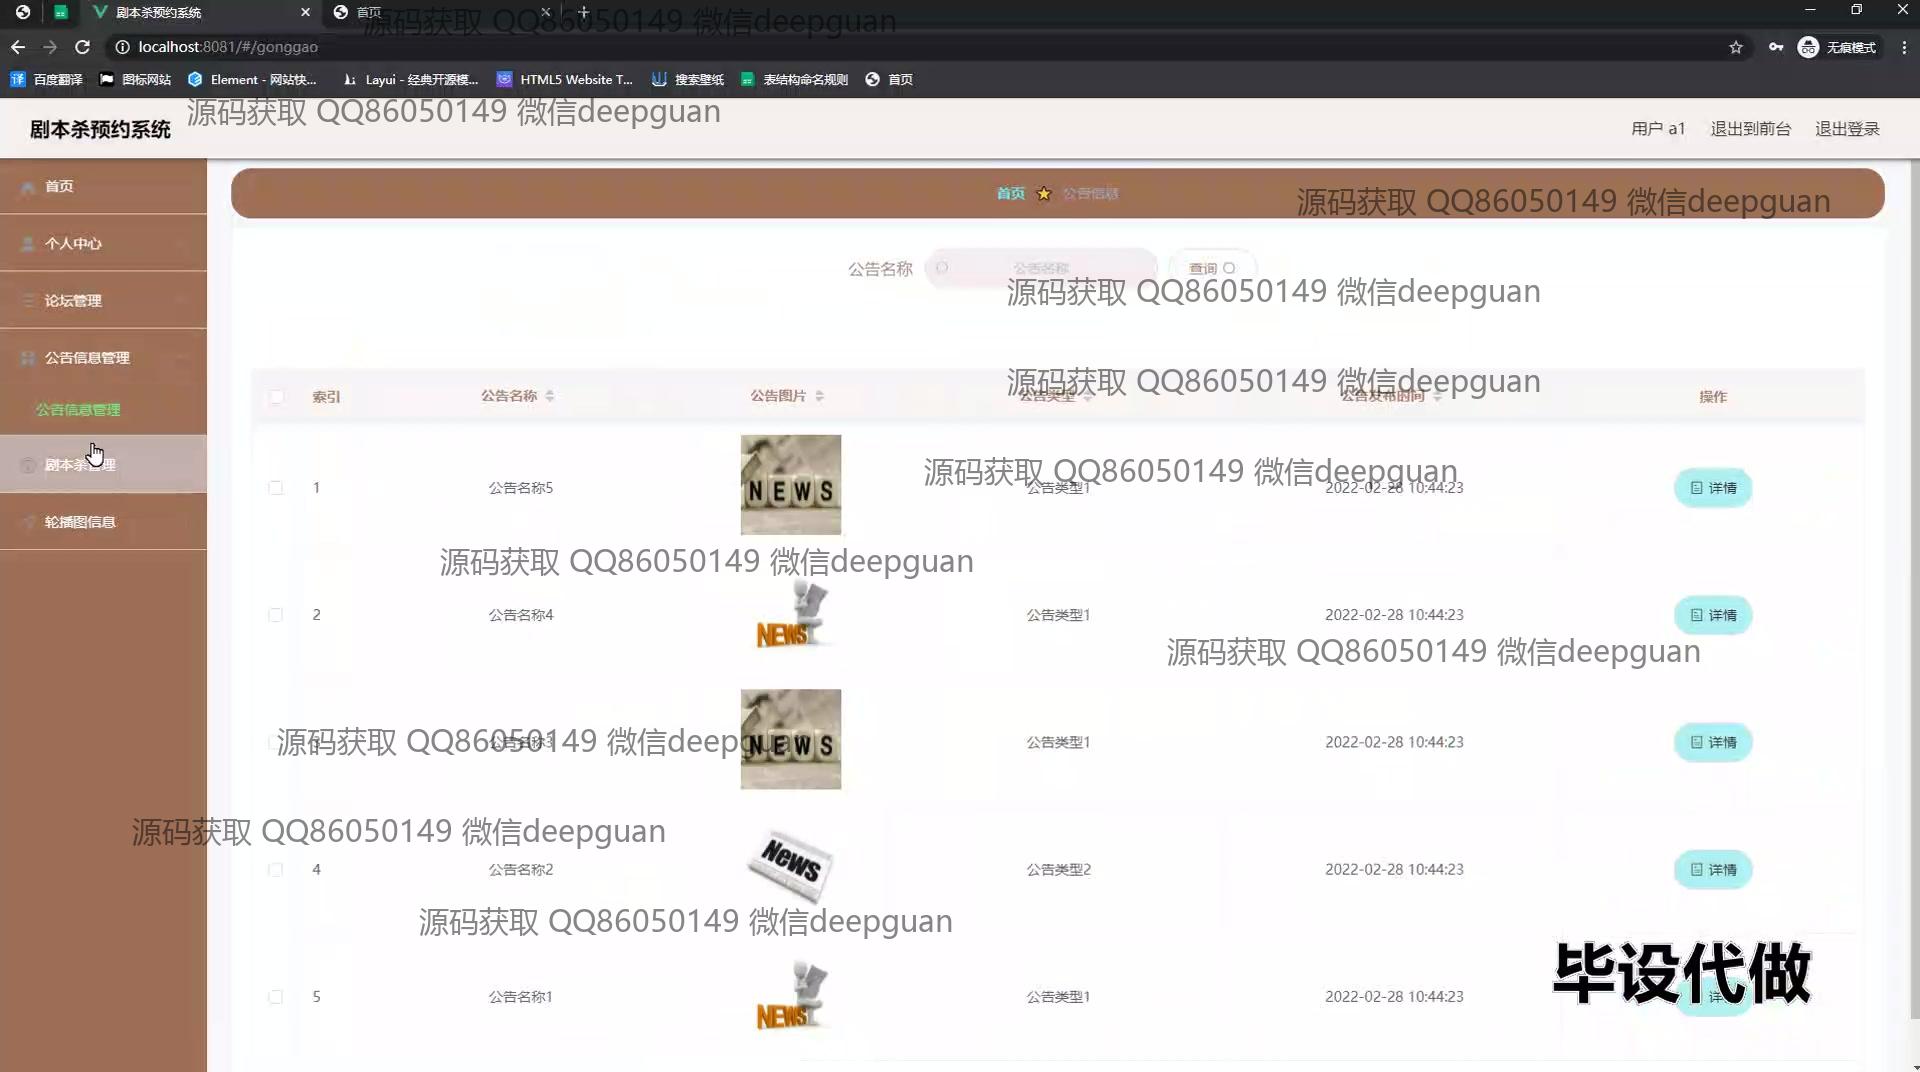 剧本杀预约系统
首页
源码获取 QQ86050149 微信deepguan
localhost:8081/#/gonggao
无痕模式
百度翻译
图标网站
Element - 网站快...
Layui - 经典开源模...
HTML5 Website T...
搜索壁纸
表结构命名规则
首页
源码获取 QQ86050149 微信deepguan
剧本杀预约系统
用户 a1
退出到前台
退出登录
首页
个人中心
论坛管理
公告信息管理
公告信息管理
剧本杀管理
轮播图信息
首页
公告信息
源码获取 QQ86050149 微信deepguan
公告名称
公告名称
查询
源码获取 QQ86050149 微信deepguan
源码获取 QQ86050149 微信deepguan
索引
公告名称
公告图片
公告类型
公告发布时间
操作
源码获取 QQ86050149 微信deepguan
1
公告名称5
NEWS
公告类型1
2022-02-28 10:44:23
详情
源码获取 QQ86050149 微信deepguan
2
公告名称4
NEWS
公告类型1
2022-02-28 10:44:23
详情
源码获取 QQ86050149 微信deepguan
源码获取 QQ86050149 微信deepguan
3
公告名称3
NEWS
公告类型1
2022-02-28 10:44:23
详情
源码获取 QQ86050149 微信deepguan
4
公告名称2
News
公告类型2
2022-02-28 10:44:23
详情
源码获取 QQ86050149 微信deepguan
5
公告名称1
NEWS
公告类型1
2022-02-28 10:44:23
毕设代做